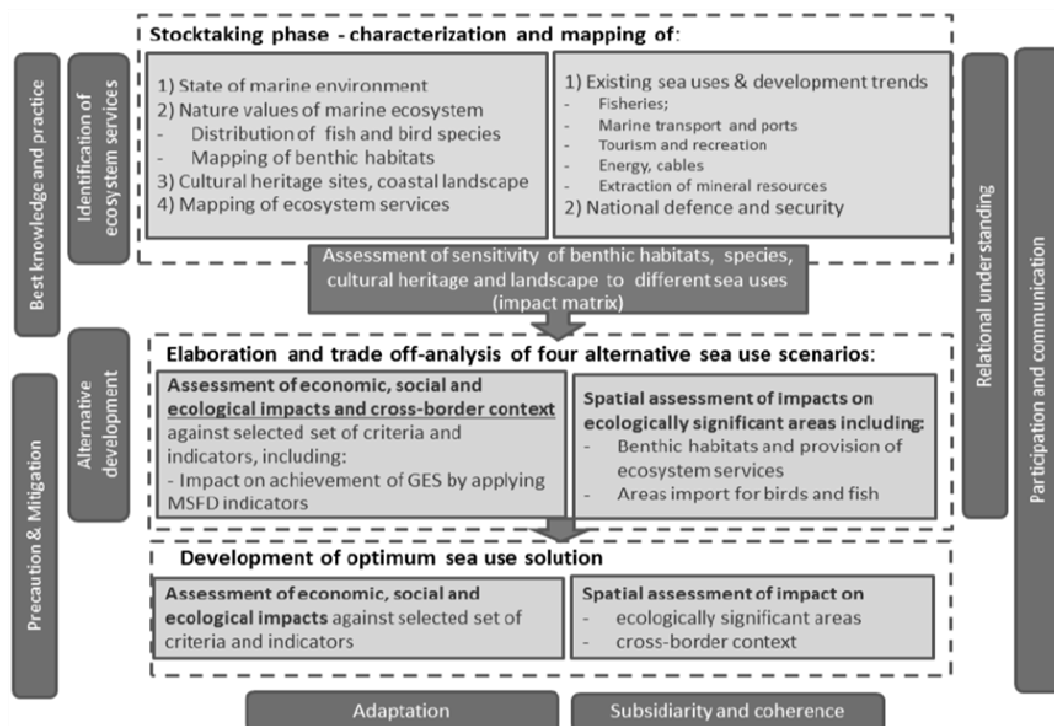 Stocktaking phase - characterization and mapping of:
Best knowledge and practice
Identification of
ecosystem services
1) State of marine environment
2) Nature values of marine ecosystem
- Distribution of fish and bird species
- Mapping of benthic habitats
3) Cultural heritage sites, coastal landscape
4) Mapping of ecosystem services
1) Existing sea uses & development trends
- Fisheries;
- Marine transport and ports
- Tourism and recreation
- Energy, cables
- Extraction of mineral resources
2) National defence and security
Assessment of sensitivity of benthic habitats, species,
cultural heritage and landscape to different sea uses
(impact matrix)
Relational understanding
Participation and communication
Precaution & Mitigation
Alternative
development
Elaboration and trade off-analysis of four alternative sea use scenarios:
Assessment of economic, social and
ecological impacts and cross-border context
against selected set of criteria and
indicators, including:
- Impact on achievement of GES by applying
MSFD indicators
Spatial assessment of impacts on
ecologically significant areas including:
- Benthic habitats and provision of
ecosystem services
- Areas import for birds and fish
Development of optimum sea use solution
Assessment of economic, social and
ecological impacts against selected set of
criteria and indicators
Spatial assessment of impact on
- ecologically significant areas
- cross-border context
Adaptation
Subsidiarity and coherence